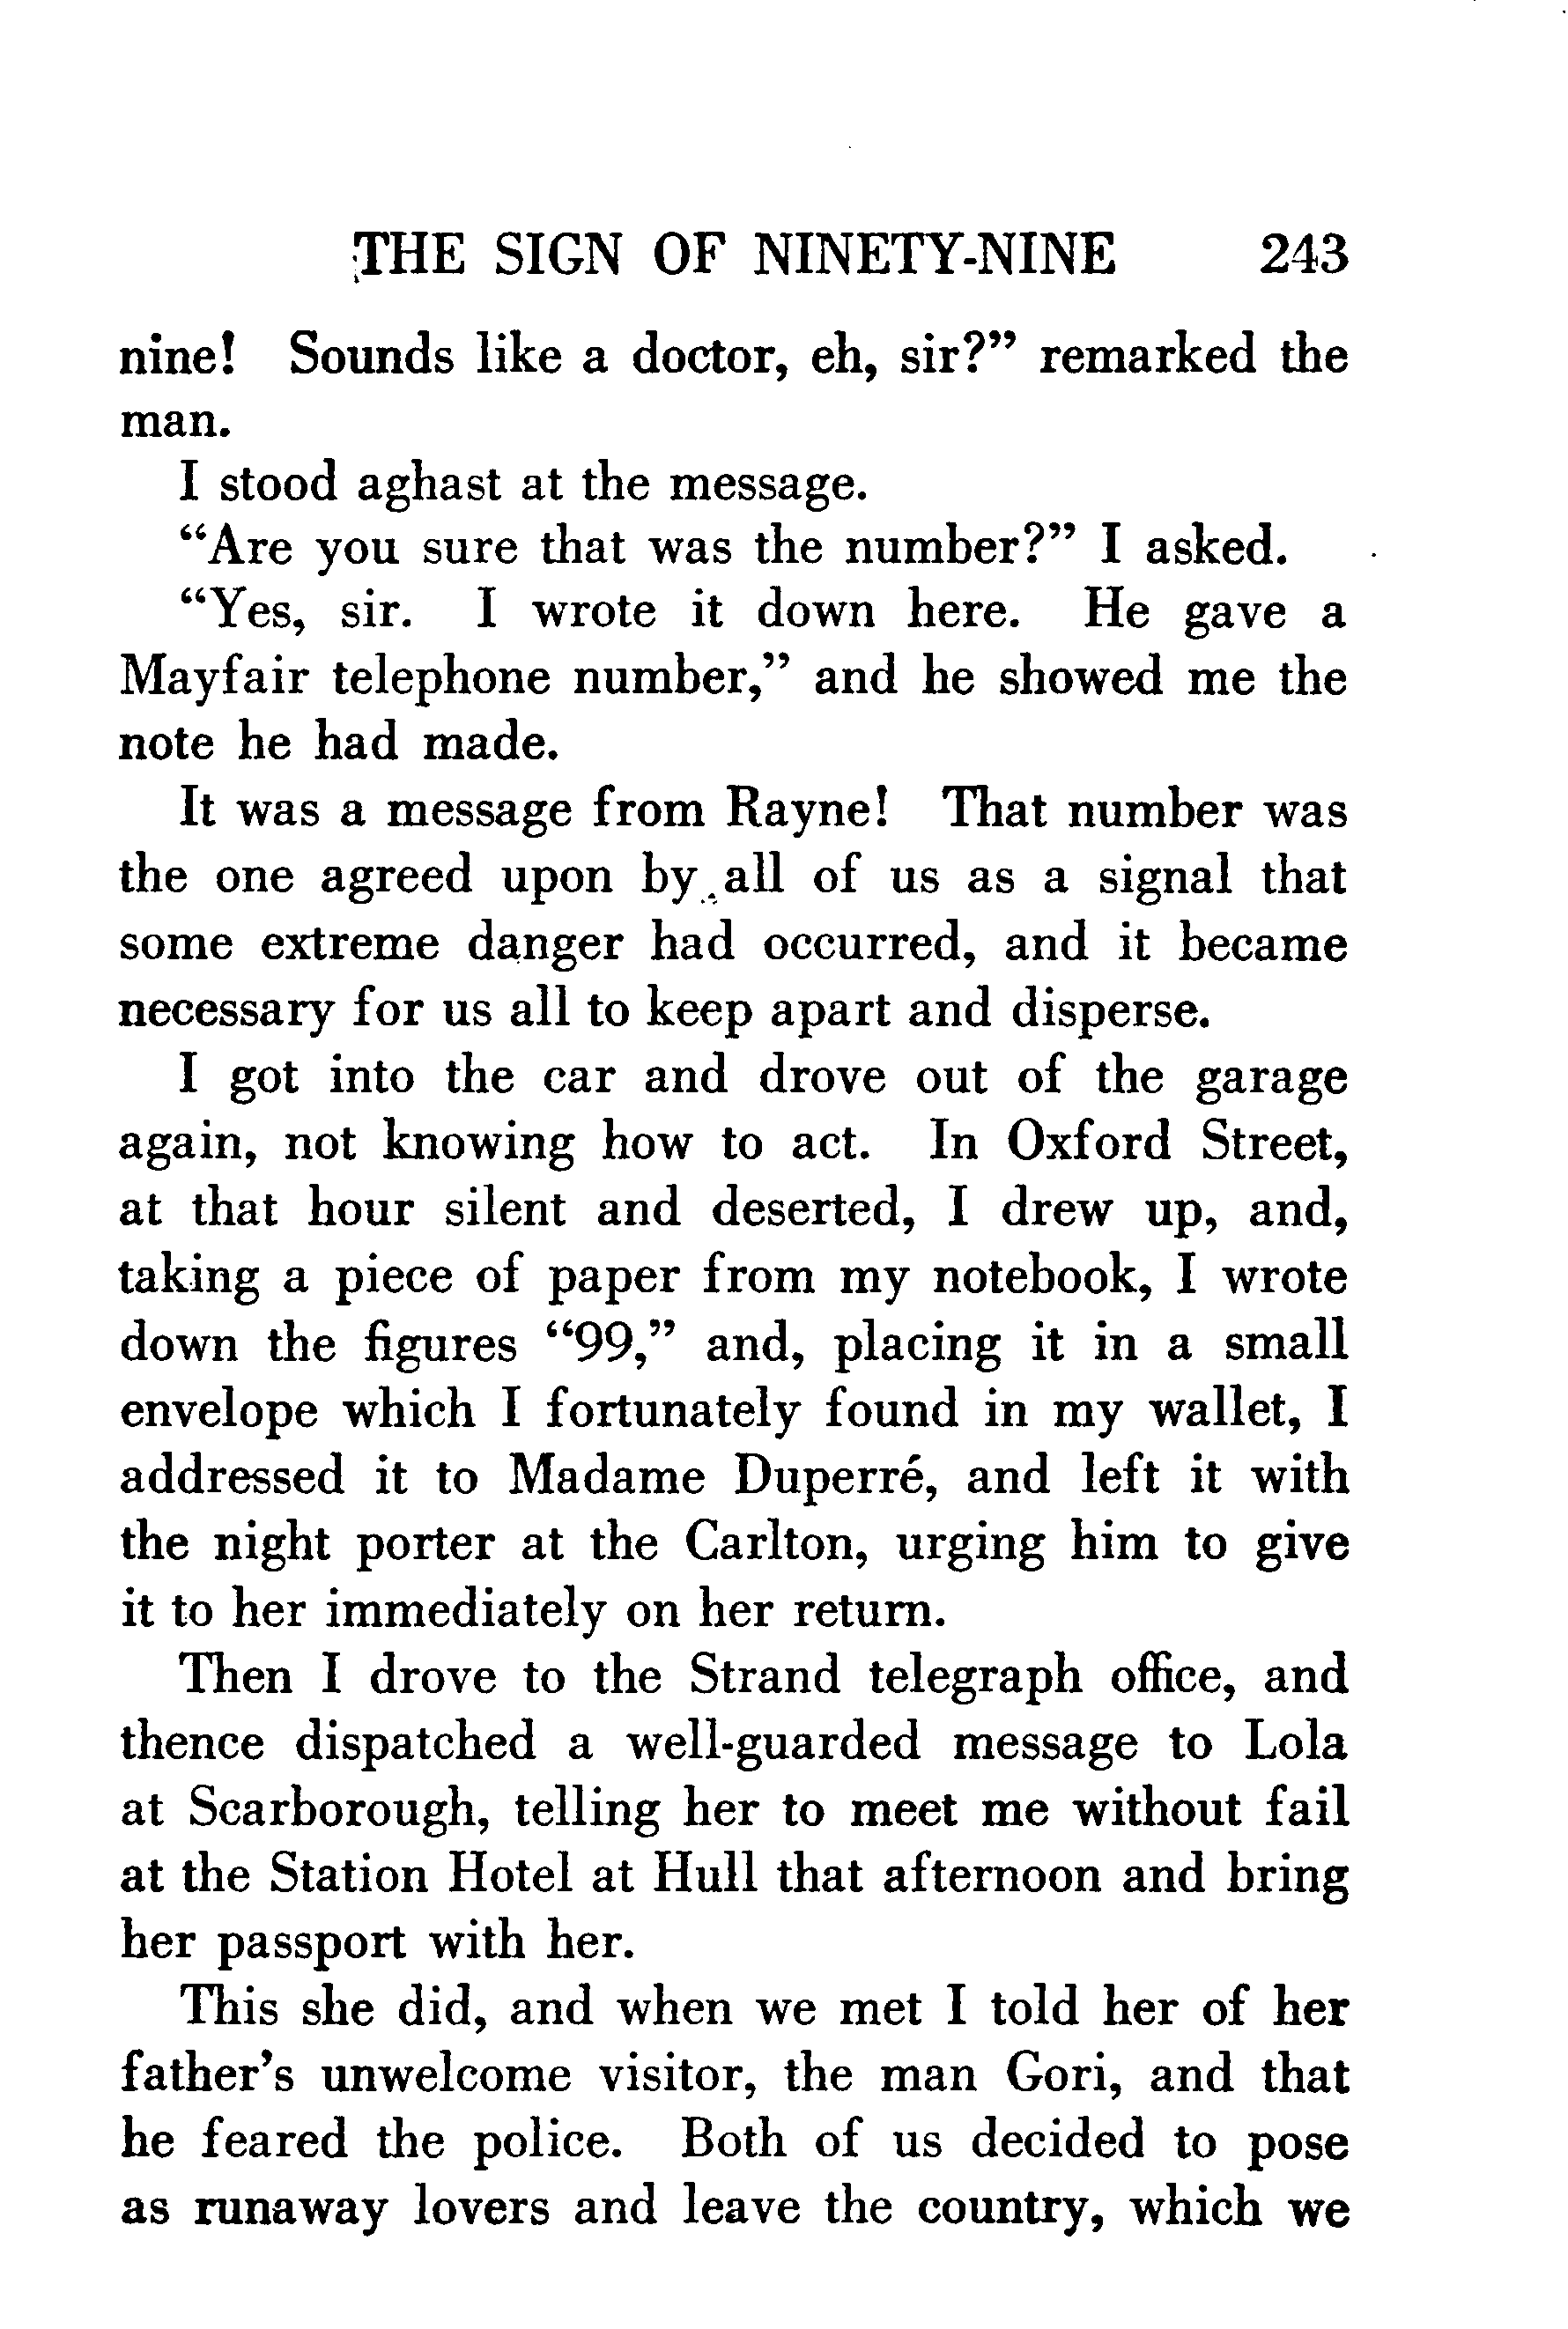 THE SIGN OF NINETY-NINE 243
nine! Sounds like a doctor, eh, sir?” remarked the
man.
I stood aghast at the message.
“Are you sure that was the number?” I asked.
“Yes, sir. I wrote it down here. He gave a
Mayfair telephone number,” and he showed me the
note he had made.
It was a message from Rayne! That number was
the one agreed upon by all of us as a signal that
some extreme danger had occurred, and it became
necessary for us all to keep apart and disperse.
I got into the car and drove out of the garage
again, not knowing how to act. In Oxford Street,
at that hour silent and deserted, I drew up, and,
taking a piece of paper from my notebook, I wrote
down the figures “99,” and, placing it in a small
envelope which I fortunately found in my wallet, I
addressed it to Madame Duperré, and left it with
the night porter at the Carlton, urging him to give
it to her immediately on her return.
Then I drove to the Strand telegraph office, and
thence dispatched a well-guarded message to Lola
at Scarborough, telling her to meet me without fail
at the Station Hotel at Hull that afternoon and bring
her passport with her.
This she did, and when we met I told her of her
father’s unwelcome visitor, the man Gori, and that
he feared the police. Both of us decided to pose
as runaway lovers and leave the country, which we